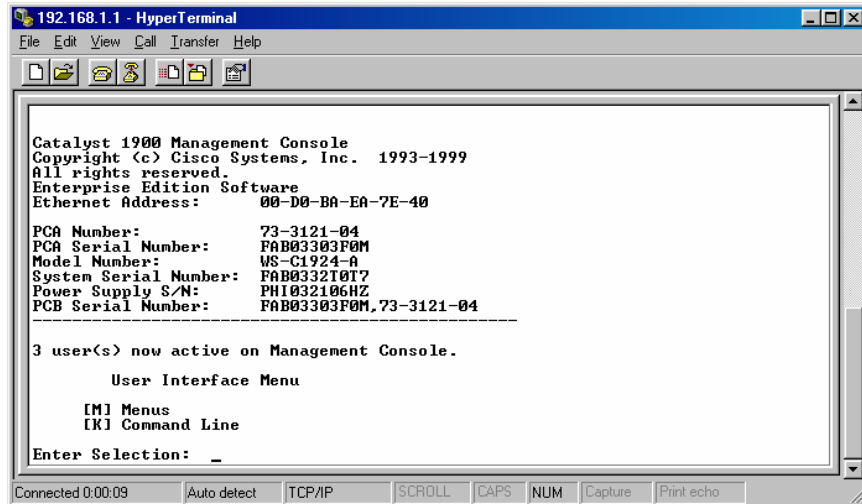 192.168.1.1 - HyperTerminal
File Edit View Call Transfer Help
Catalyst 1900 Management Console
Copyright (c) Cisco Systems, Inc. 1993-1999
All rights reserved.
Enterprise Edition Software
Ethernet Address: 00-D0-BA-EA-7E-40
PCA Number: 73-3121-04
PCA Serial Number: FAB03303F0M
Model Number: WS-C1924-A
System Serial Number: FAB0332T0T7
Power Supply S/N: PHI032106HZ
PCB Serial Number: FAB03303F0M,73-3121-04
--------------------------------------------------
3 user(s) now active on Management Console.
User Interface Menu
[M] Menus
[K] Command Line
Enter Selection: _
Connected 0:00:09 Auto detect TCP/IP SCROLL CAPS NUM Capture Print echo